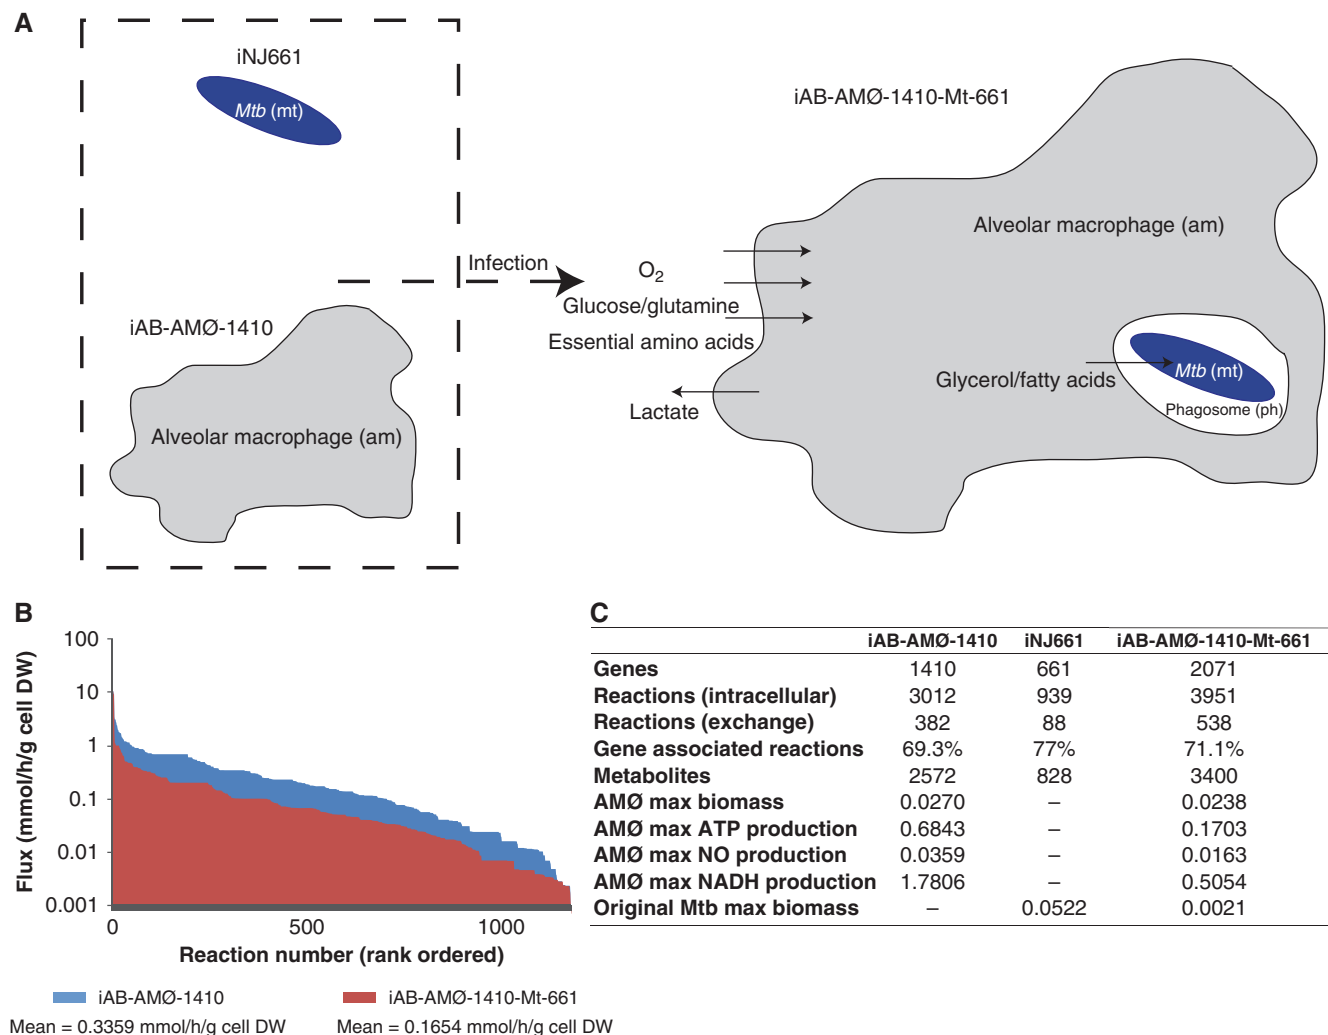 A
iNJ661
Mtb (mt)
iAB-AMØ-1410
Alveolar macrophage (am)
Infection
iAB-AMØ-1410-Mt-661
Alveolar macrophage (am)
O2
Glucose/glutamine
Essential amino acids
Lactate
Glycerol/fatty acids
Mtb (mt)
Phagosome (ph)
B
Flux (mmol/h/g cell DW)
100
10
1
0.1
0.01
0.001
0 500 1000
Reaction number (rank ordered)
iAB-AMØ-1410 iAB-AMØ-1410-Mt-661
Mean = 0.3359 mmol/h/g cell DW Mean = 0.1654 mmol/h/g cell DW
C
iAB-AMØ-1410 iNJ661 iAB-AMØ-1410-Mt-661
Genes 1410 661 2071
Reactions (intracellular) 3012 939 3951
Reactions (exchange) 382 88 538
Gene associated reactions 69.3% 77% 71.1%
Metabolites 2572 828 3400
AMØ max biomass 0.0270 – 0.0238
AMØ max ATP production 0.6843 – 0.1703
AMØ max NO production 0.0359 – 0.0163
AMØ max NADH production 1.7806 – 0.5054
Original Mtb max biomass – 0.0522 0.0021